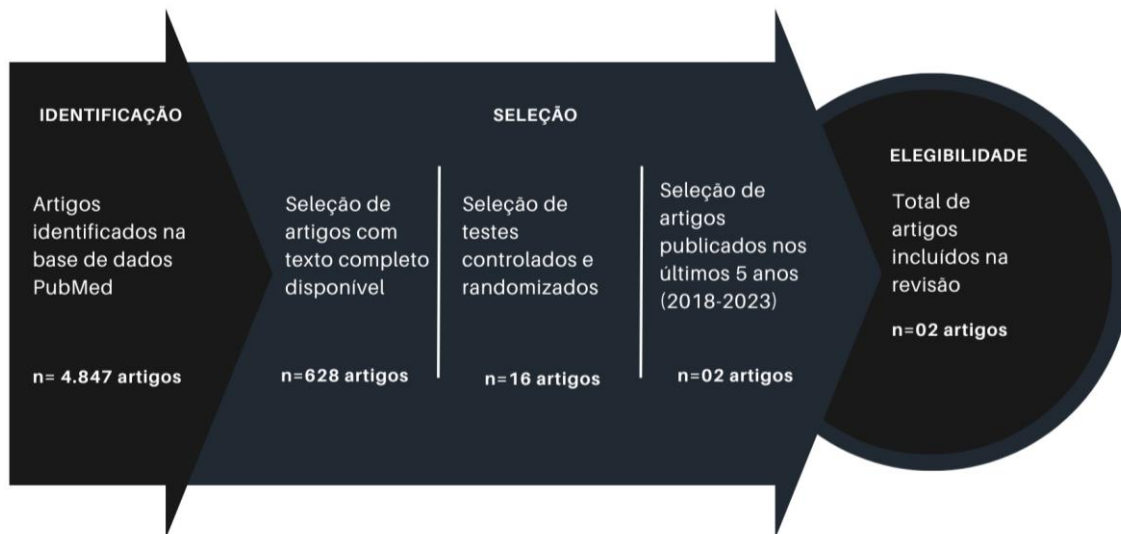 IDENTIFICAÇÃO
Artigos
identificados na
base de dados
PubMed
n= 4.847 artigos
SELEÇÃO
Seleção de
artigos com
texto completo
disponível
n=628 artigos
Seleção de
testes
controlados e
randomizados
n=16 artigos
Seleção de
artigos
publicados nos
últimos 5 anos
(2018-2023)
n=02 artigos
ELEGIBILIDADE
Total de
artigos
incluídos na
revisão
n=02 artigos